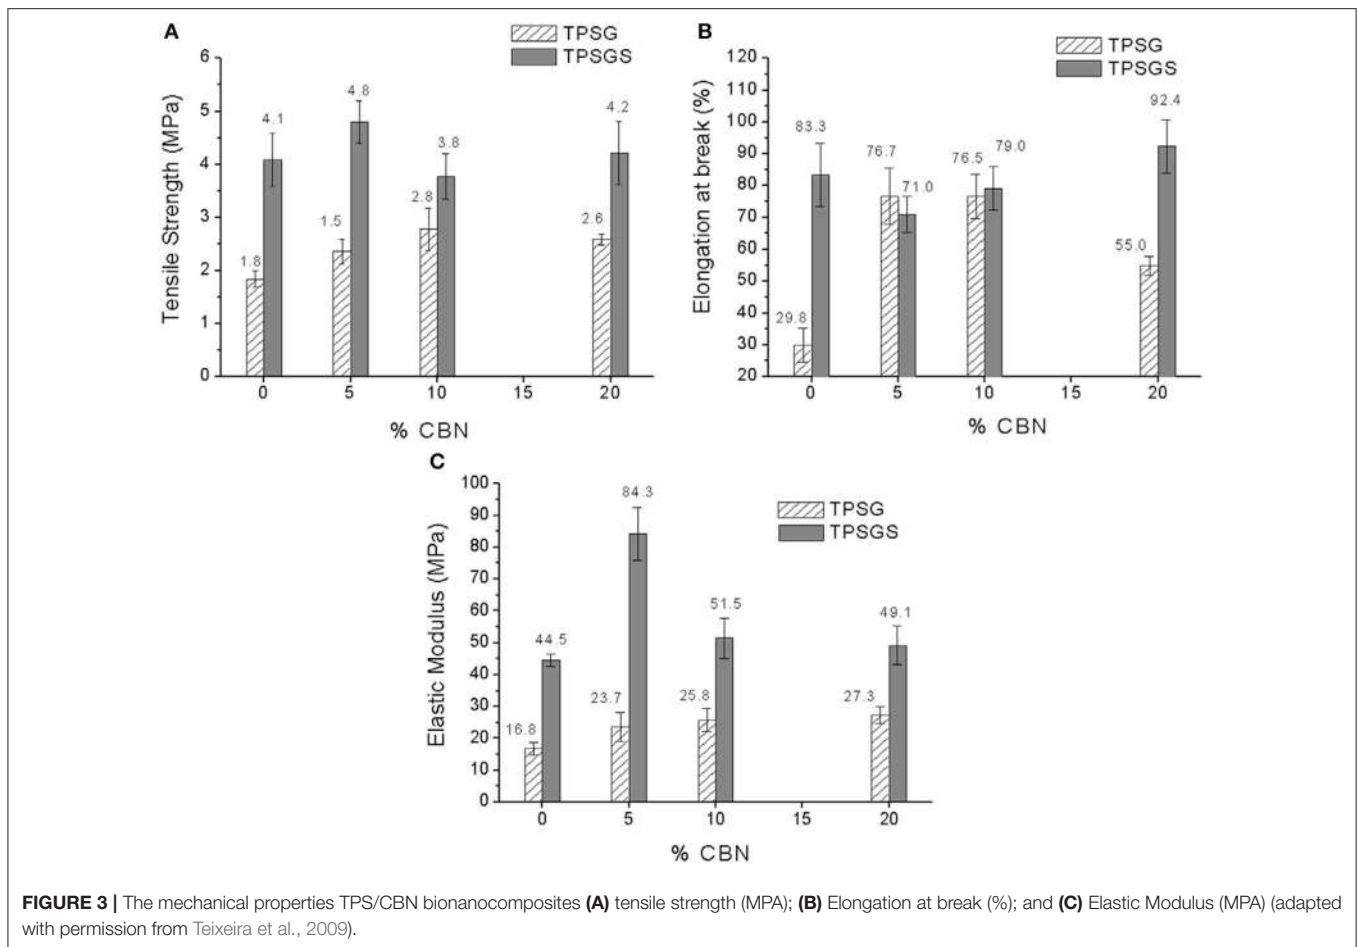 A
TPSG
TPSGS
Tensile Strength (MPa)
6
5
4
3
2
1
0
4.1
4.8
3.8
4.2
1.8
1.5
2.8
2.6
0 5 10 15 20
% CBN
B
TPSG
TPSGS
Elongation at break (%)
120
110
100
90
80
70
60
50
40
30
20
83.3
76.7
71.0
76.5
79.0
92.4
29.8
55.0
0 5 10 15 20
% CBN
C
TPSG
TPSGS
Elastic Modulus (MPa)
100
90
80
70
60
50
40
30
20
10
0
84.3
44.5
51.5
49.1
16.8
23.7
25.8
27.3
0 5 10 15 20
% CBN
FIGURE 3 | The mechanical properties TPS/CBN bionanocomposites (A) tensile strength (MPA); (B) Elongation at break (%); and (C) Elastic Modulus (MPA) (adapted
with permission from Teixeira et al., 2009).